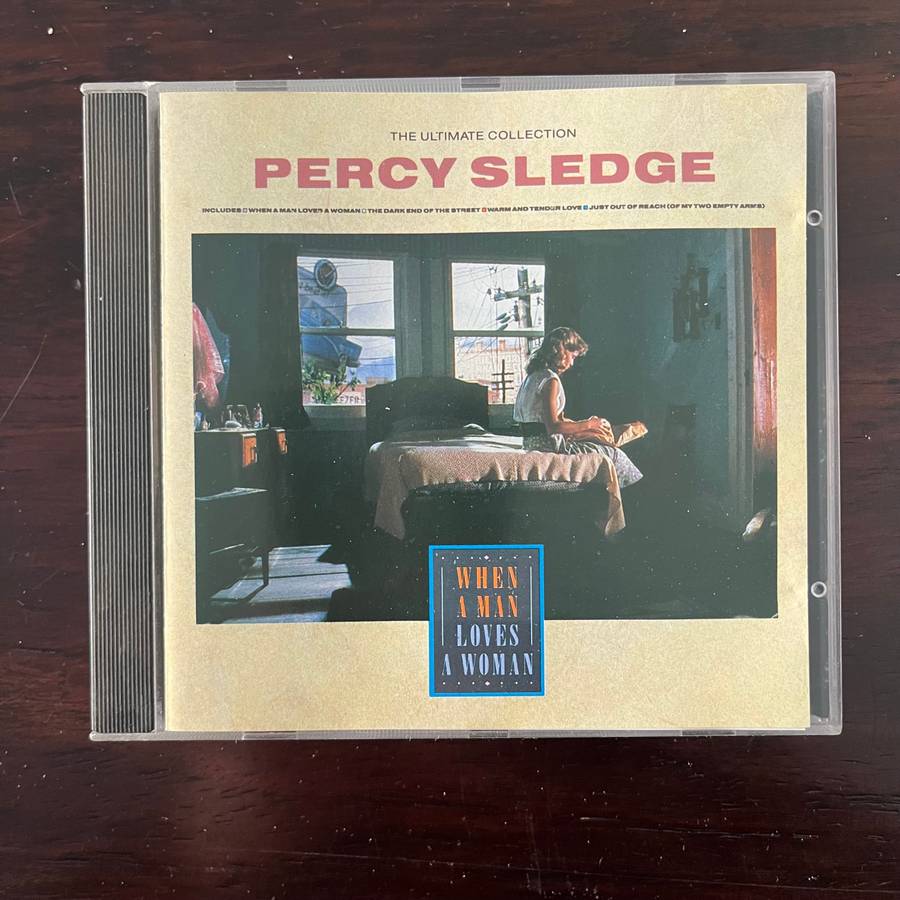 THE ULTIMATE COLLECTION
PERCY SLEDGE
INCLUDES WHEN A MAN LOVES A WOMAN THE DARK END OF THE STREET WARM AND TENDER LOVE JUST OUT OF REACH (OF MY TWO EMPTY ARMS)
WHEN
A MAN
LOVES
A WOMAN